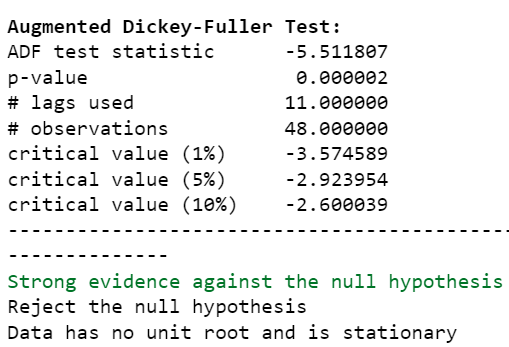 Augmented Dickey-Fuller Test:
ADF test statistic -5.511807
p-value 0.000002
# lags used 11.000000
# observations 48.000000
critical value (1%) -3.574589
critical value (5%) -2.923954
critical value (10%) -2.600039
-------------------------------------------
--------------
Strong evidence against the null hypothesis
Reject the null hypothesis
Data has no unit root and is stationary